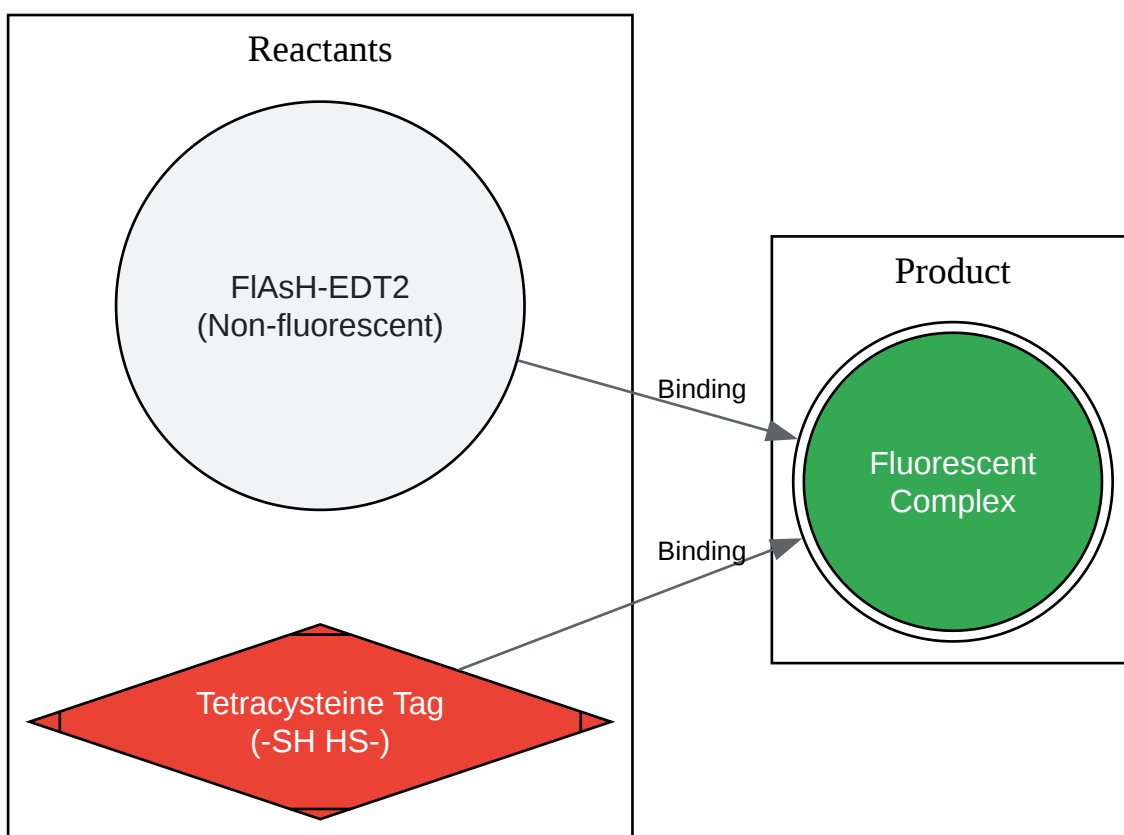 Reactants
FlAsH-EDT2
(Non-fluorescent)
Binding
Product
Fluorescent
Complex
Binding
Tetracysteine Tag
(-SH HS-)